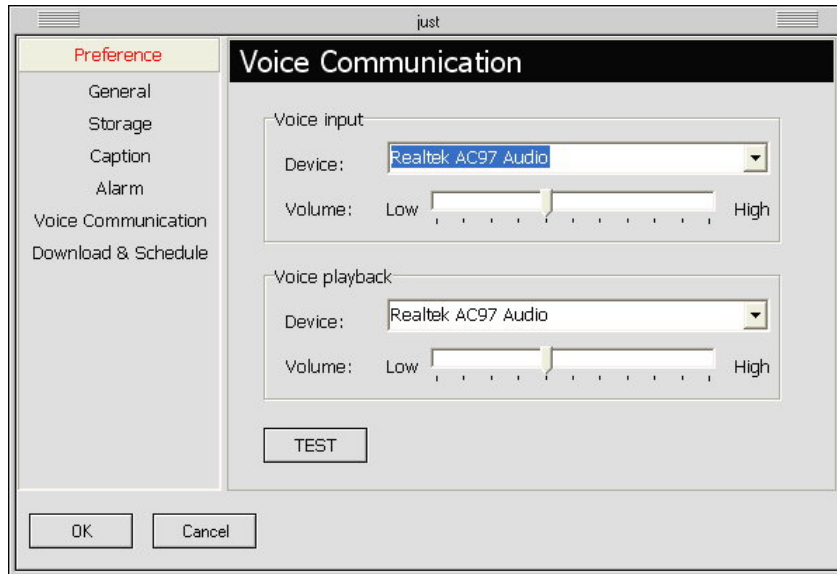 just
Preference
General
Storage
Caption
Alarm
Voice Communication
Download & Schedule
Voice Communication
Voice input
Device: Realtek AC97 Audio
Volume: Low High
Voice playback
Device: Realtek AC97 Audio
Volume: Low High
TEST
OK Cancel